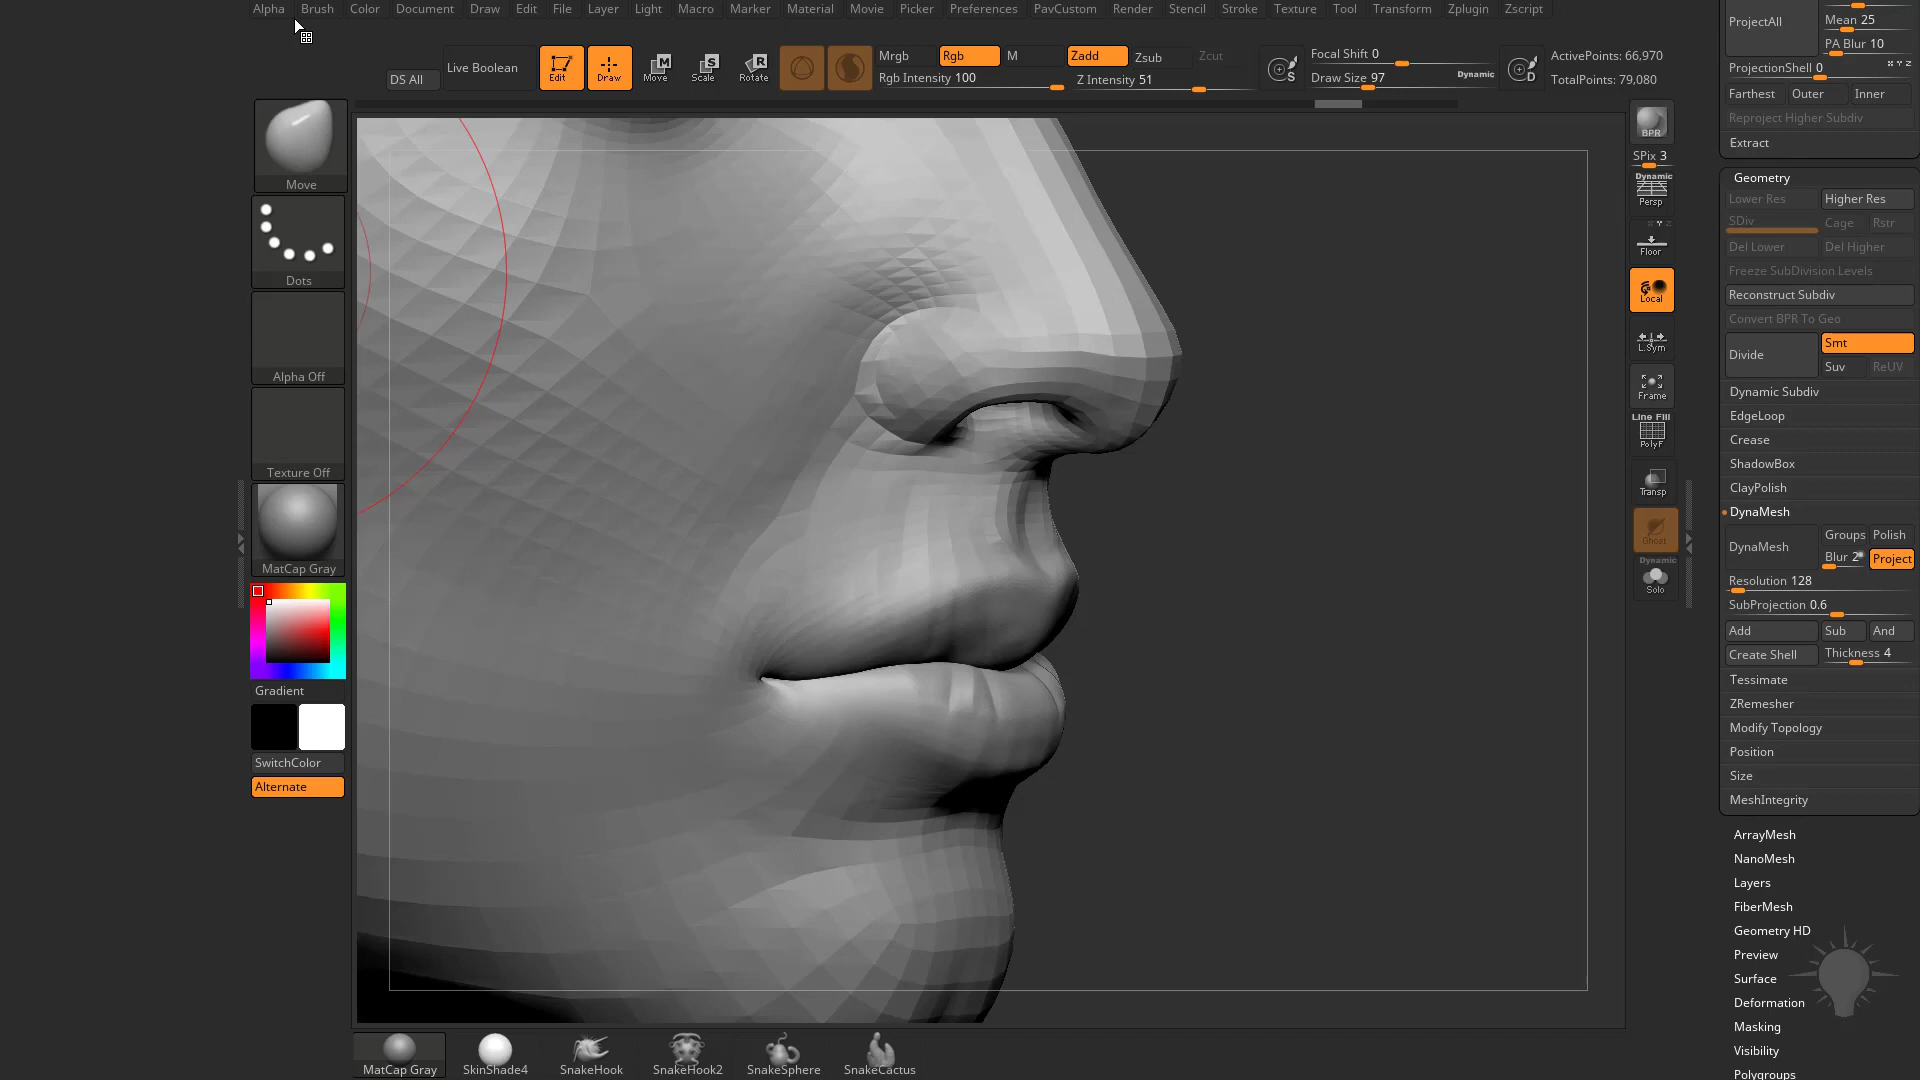 Alpha Brush Color Document Draw Edit File Layer Light Macro Marker Material Movie Picker Preferences PavCustom Render Stencil Stroke Texture Tool Transform Zplugin Zscript
DS All
Live Boolean
Edit
Draw
Move
Scale
Rotate
Mrgb Rgb M
Rgb Intensity 100
Zadd Zsub Zcut
Z Intensity 51
S
Focal Shift 0
Draw Size 97
Dynamic
D
ActivePoints: 66,970
TotalPoints: 79,080
Move
Dots
Alpha Off
Texture Off
MatCap Gray
Gradient
SwitchColor
Alternate
BPR
SPix 3
Dynamic
Persp
Floor
Local
L.Sym
Frame
Line Fill
PolyF
Transp
Ghost
Dynamic
Solo
ProjectAll
Mean 25
PA Blur 10
ProjectionShell 0
Farthest Outer Inner
Reproject Higher Subdiv
Extract
Geometry
Lower Res Higher Res
SDiv Cage Rstr
Del Lower Del Higher
Freeze SubDivision Levels
Reconstruct Subdiv
Convert BPR To Geo
Divide
Smt
Suv ReUV
Dynamic Subdiv
EdgeLoop
Crease
ShadowBox
ClayPolish
DynaMesh
DynaMesh
Groups Polish
Blur 2 Project
Resolution 128
SubProjection 0.6
Add Sub And
Create Shell Thickness 4
Tessimate
ZRemesher
Modify Topology
Position
Size
MeshIntegrity
ArrayMesh
NanoMesh
Layers
FiberMesh
Geometry HD
Preview
Surface
Deformation
Masking
Visibility
Polygroups
MatCap Gray SkinShade4 SnakeHook SnakeHook2 SnakeSphere SnakeCactus